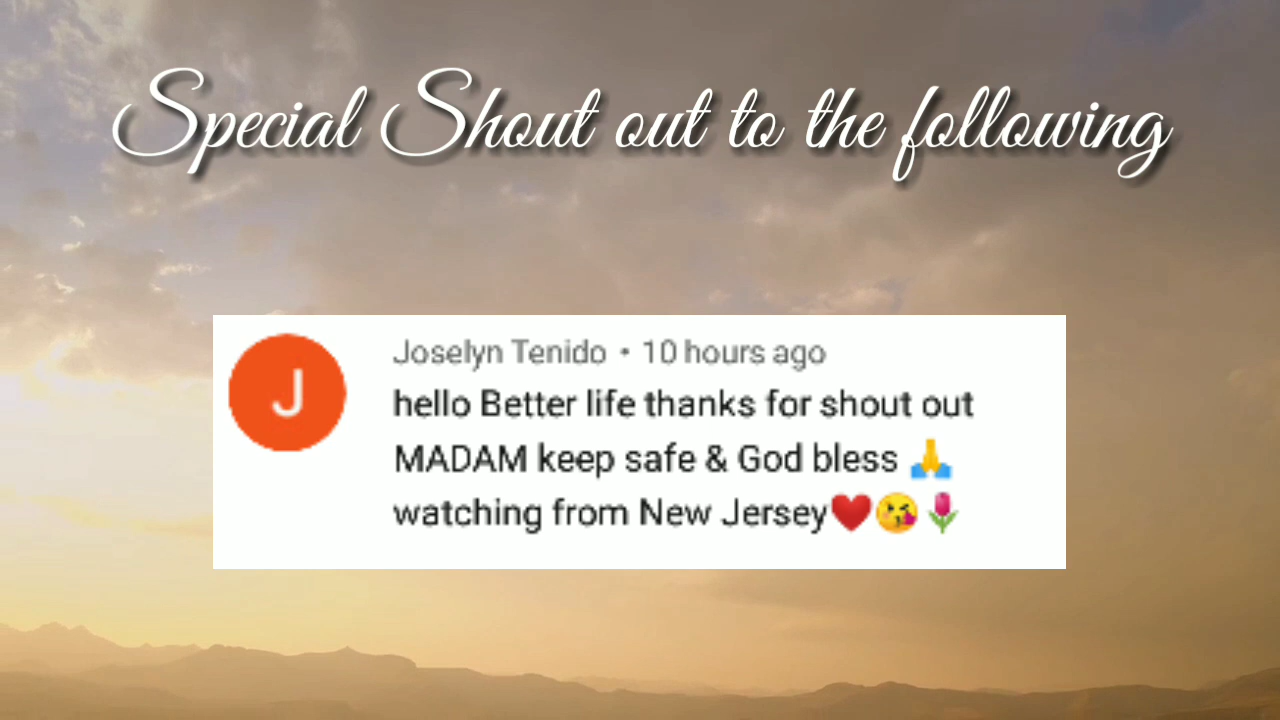 Special Shout out to the following
J
Joselyn Tenido • 10 hours ago
hello Better life thanks for shout out
MADAM keep safe & God bless 🙏
watching from New Jersey❤️😘🌷